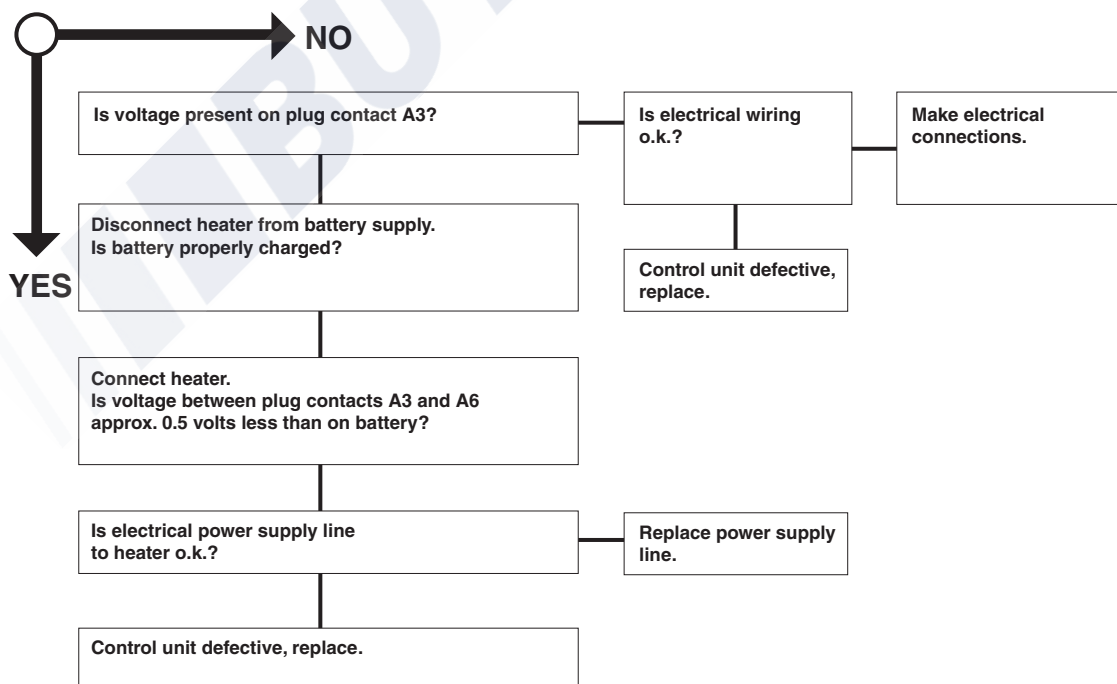 NO
YES
Is voltage present on plug contact A3?
Is electrical wiring
o.k.?
Make electrical
connections.
Disconnect heater from battery supply.
Is battery properly charged?
Control unit defective,
replace.
Connect heater.
Is voltage between plug contacts A3 and A6
approx. 0.5 volts less than on battery?
Is electrical power supply line
to heater o.k.?
Replace power supply
line.
Control unit defective, replace.